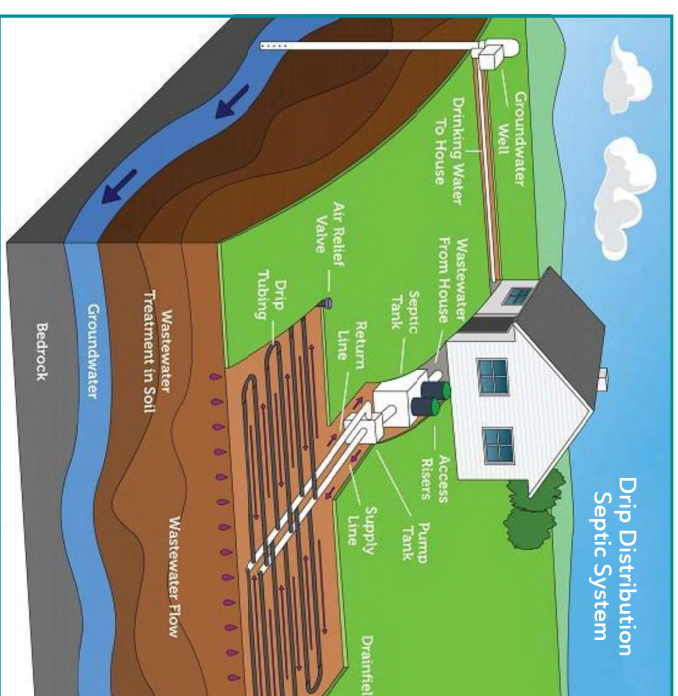 Drip Distribution
Septic System
Groundwater
Well
Drinking Water
To House
Wastewater
From House
Septic
Tank
Access
Risers
Pump
Tank
Air Relief
Valve
Return
Line
Supply
Line
Drip
Tubing
Drainfiel
Wastewater
Treatment in Soil
Wastewater Flow
Groundwater
Bedrock